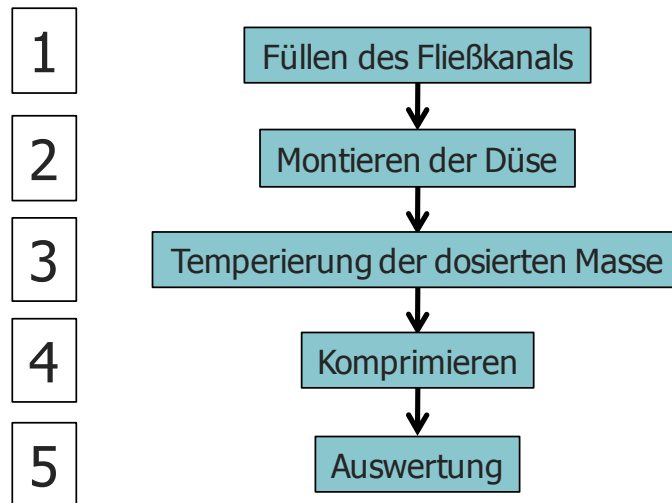 1
Füllen des Fließkanals
2
Montieren der Düse
3
Temperierung der dosierten Masse
4
Komprimieren
5
Auswertung